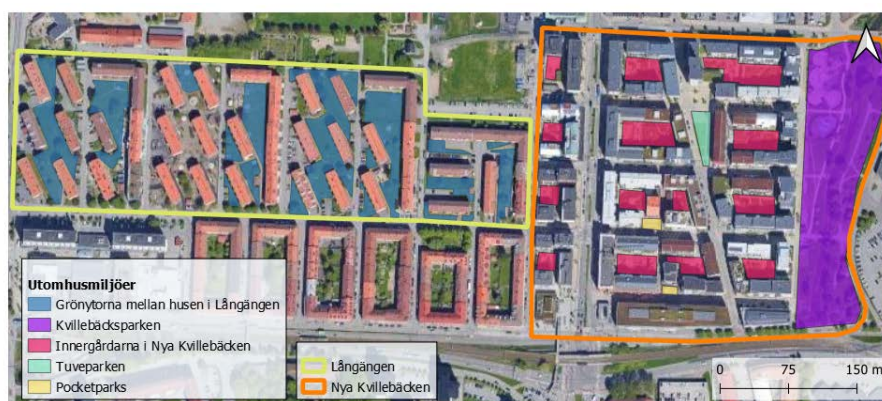 Utomhusmiljöer
Grönytorna mellan husen i Långängen
Kvillebäcksparken
Innergårdarna i Nya Kvillebäcken
Tuveparken
Pocketparks
Långängen
Nya Kvillebäcken
0 75 150 m